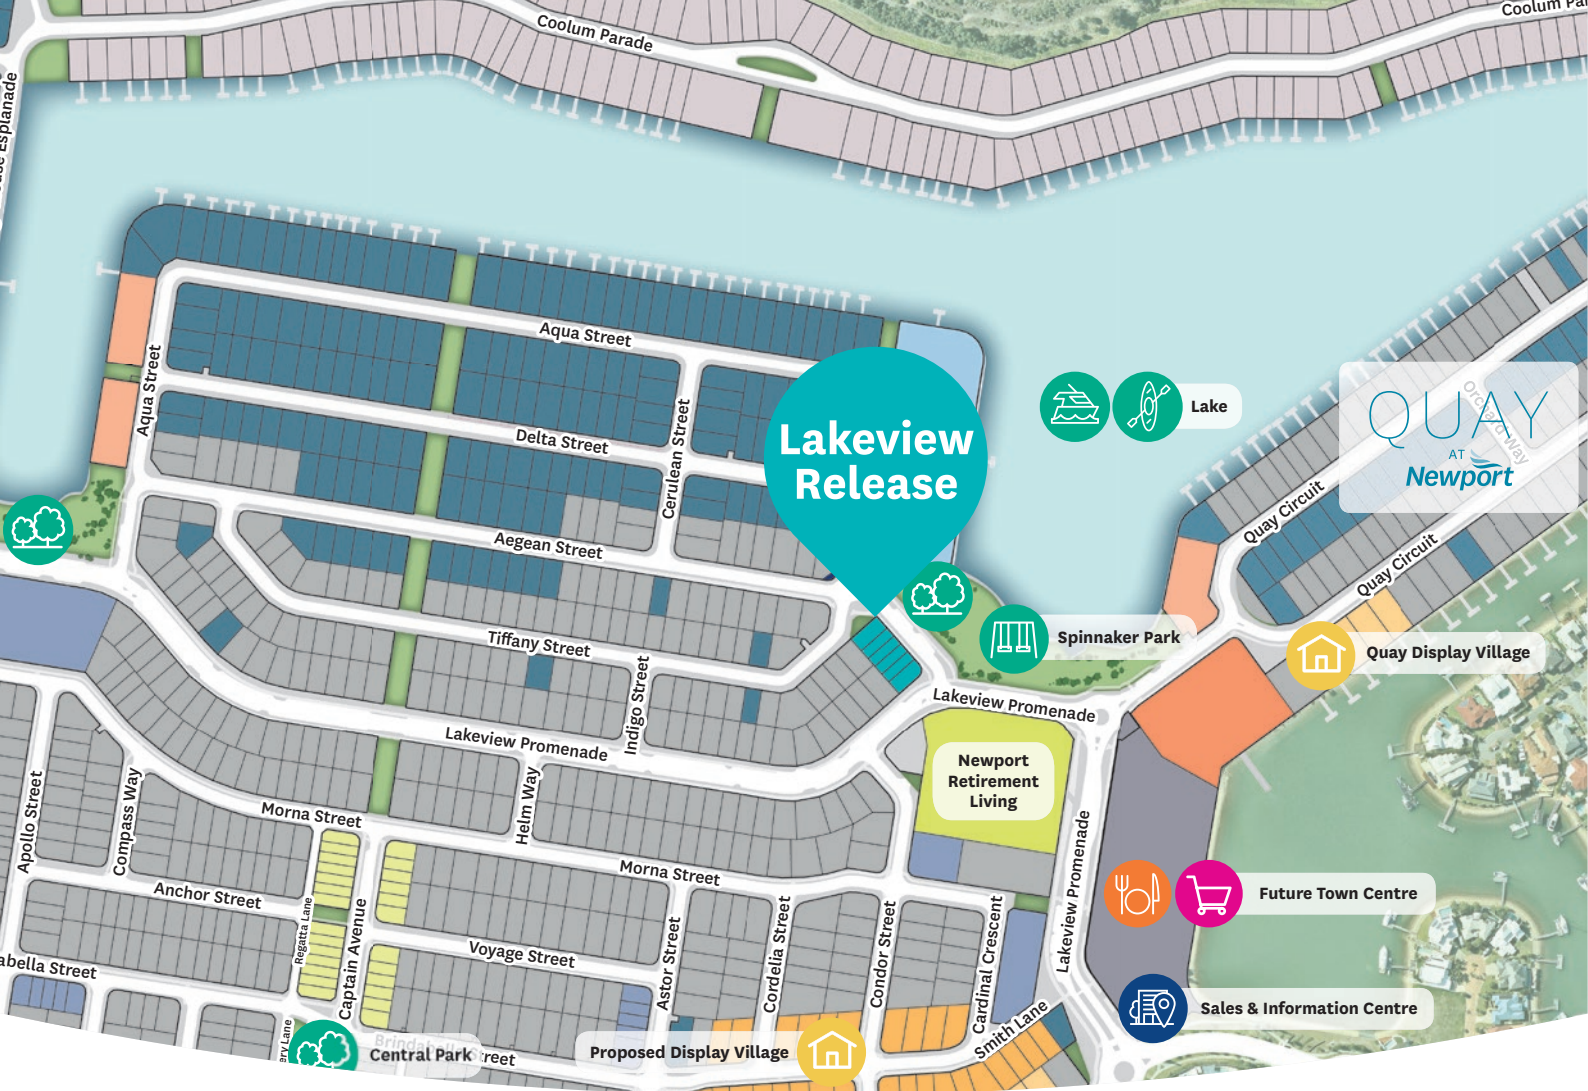 Coolum Parade
Coolum Pa
Esplanade
Aqua Street
Aqua Street
Delta Street
Cerulean Street
Lakeview
Release
Lake
QUAY
AT
Newport
Orchard Way
Quay Circuit
Quay Circuit
Aegean Street
Tiffany Street
Indigo Street
Spinnaker Park
Quay Display Village
Lakeview Promenade
Lakeview Promenade
Newport
Retirement
Living
Helm Way
Apollo Street
Compass Way
Morna Street
Morna Street
Lakeview Promenade
Anchor Street
Regatta Lane
Captain Avenue
Voyage Street
Astor Street
Cordelia Street
Condor Street
Cardinal Crescent
Future Town Centre
abella Street
Sales & Information Centre
Smith Lane
ery Lane
Central Park
Brindabella Street
Proposed Display Village